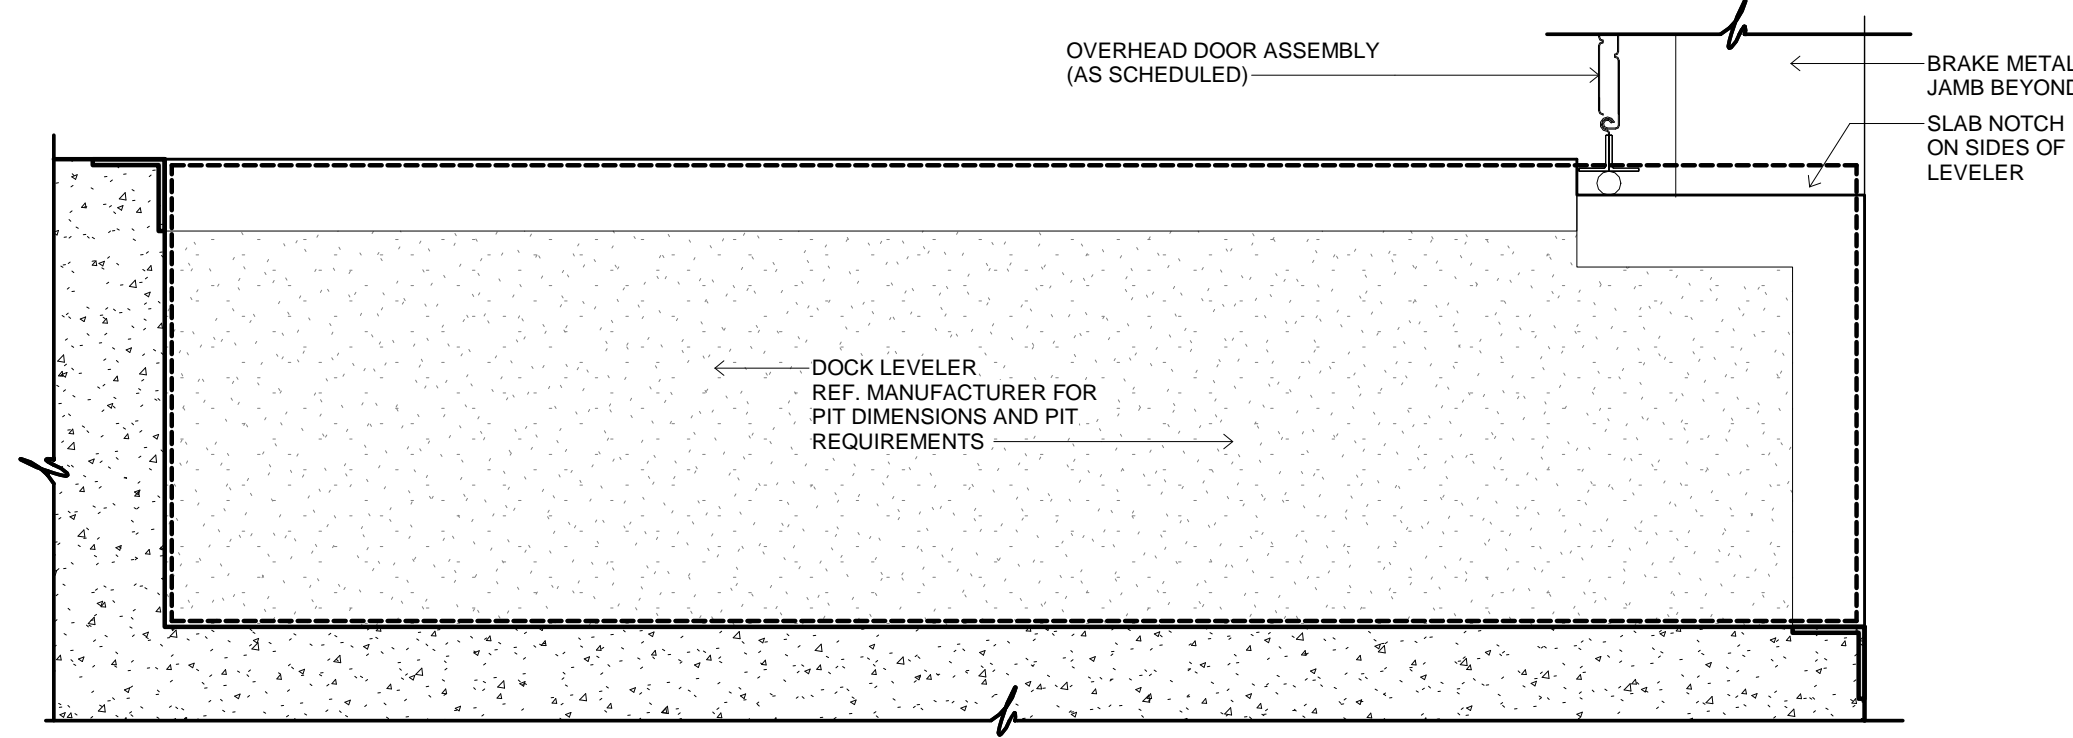 OVERHEAD DOOR ASSEMBLY
(AS SCHEDULED)
BRAKE METAL
JAMB BEYOND
SLAB NOTCH
ON SIDES OF
LEVELER
DOCK LEVELER
REF. MANUFACTURER FOR
PIT DIMENSIONS AND PIT
REQUIREMENTS